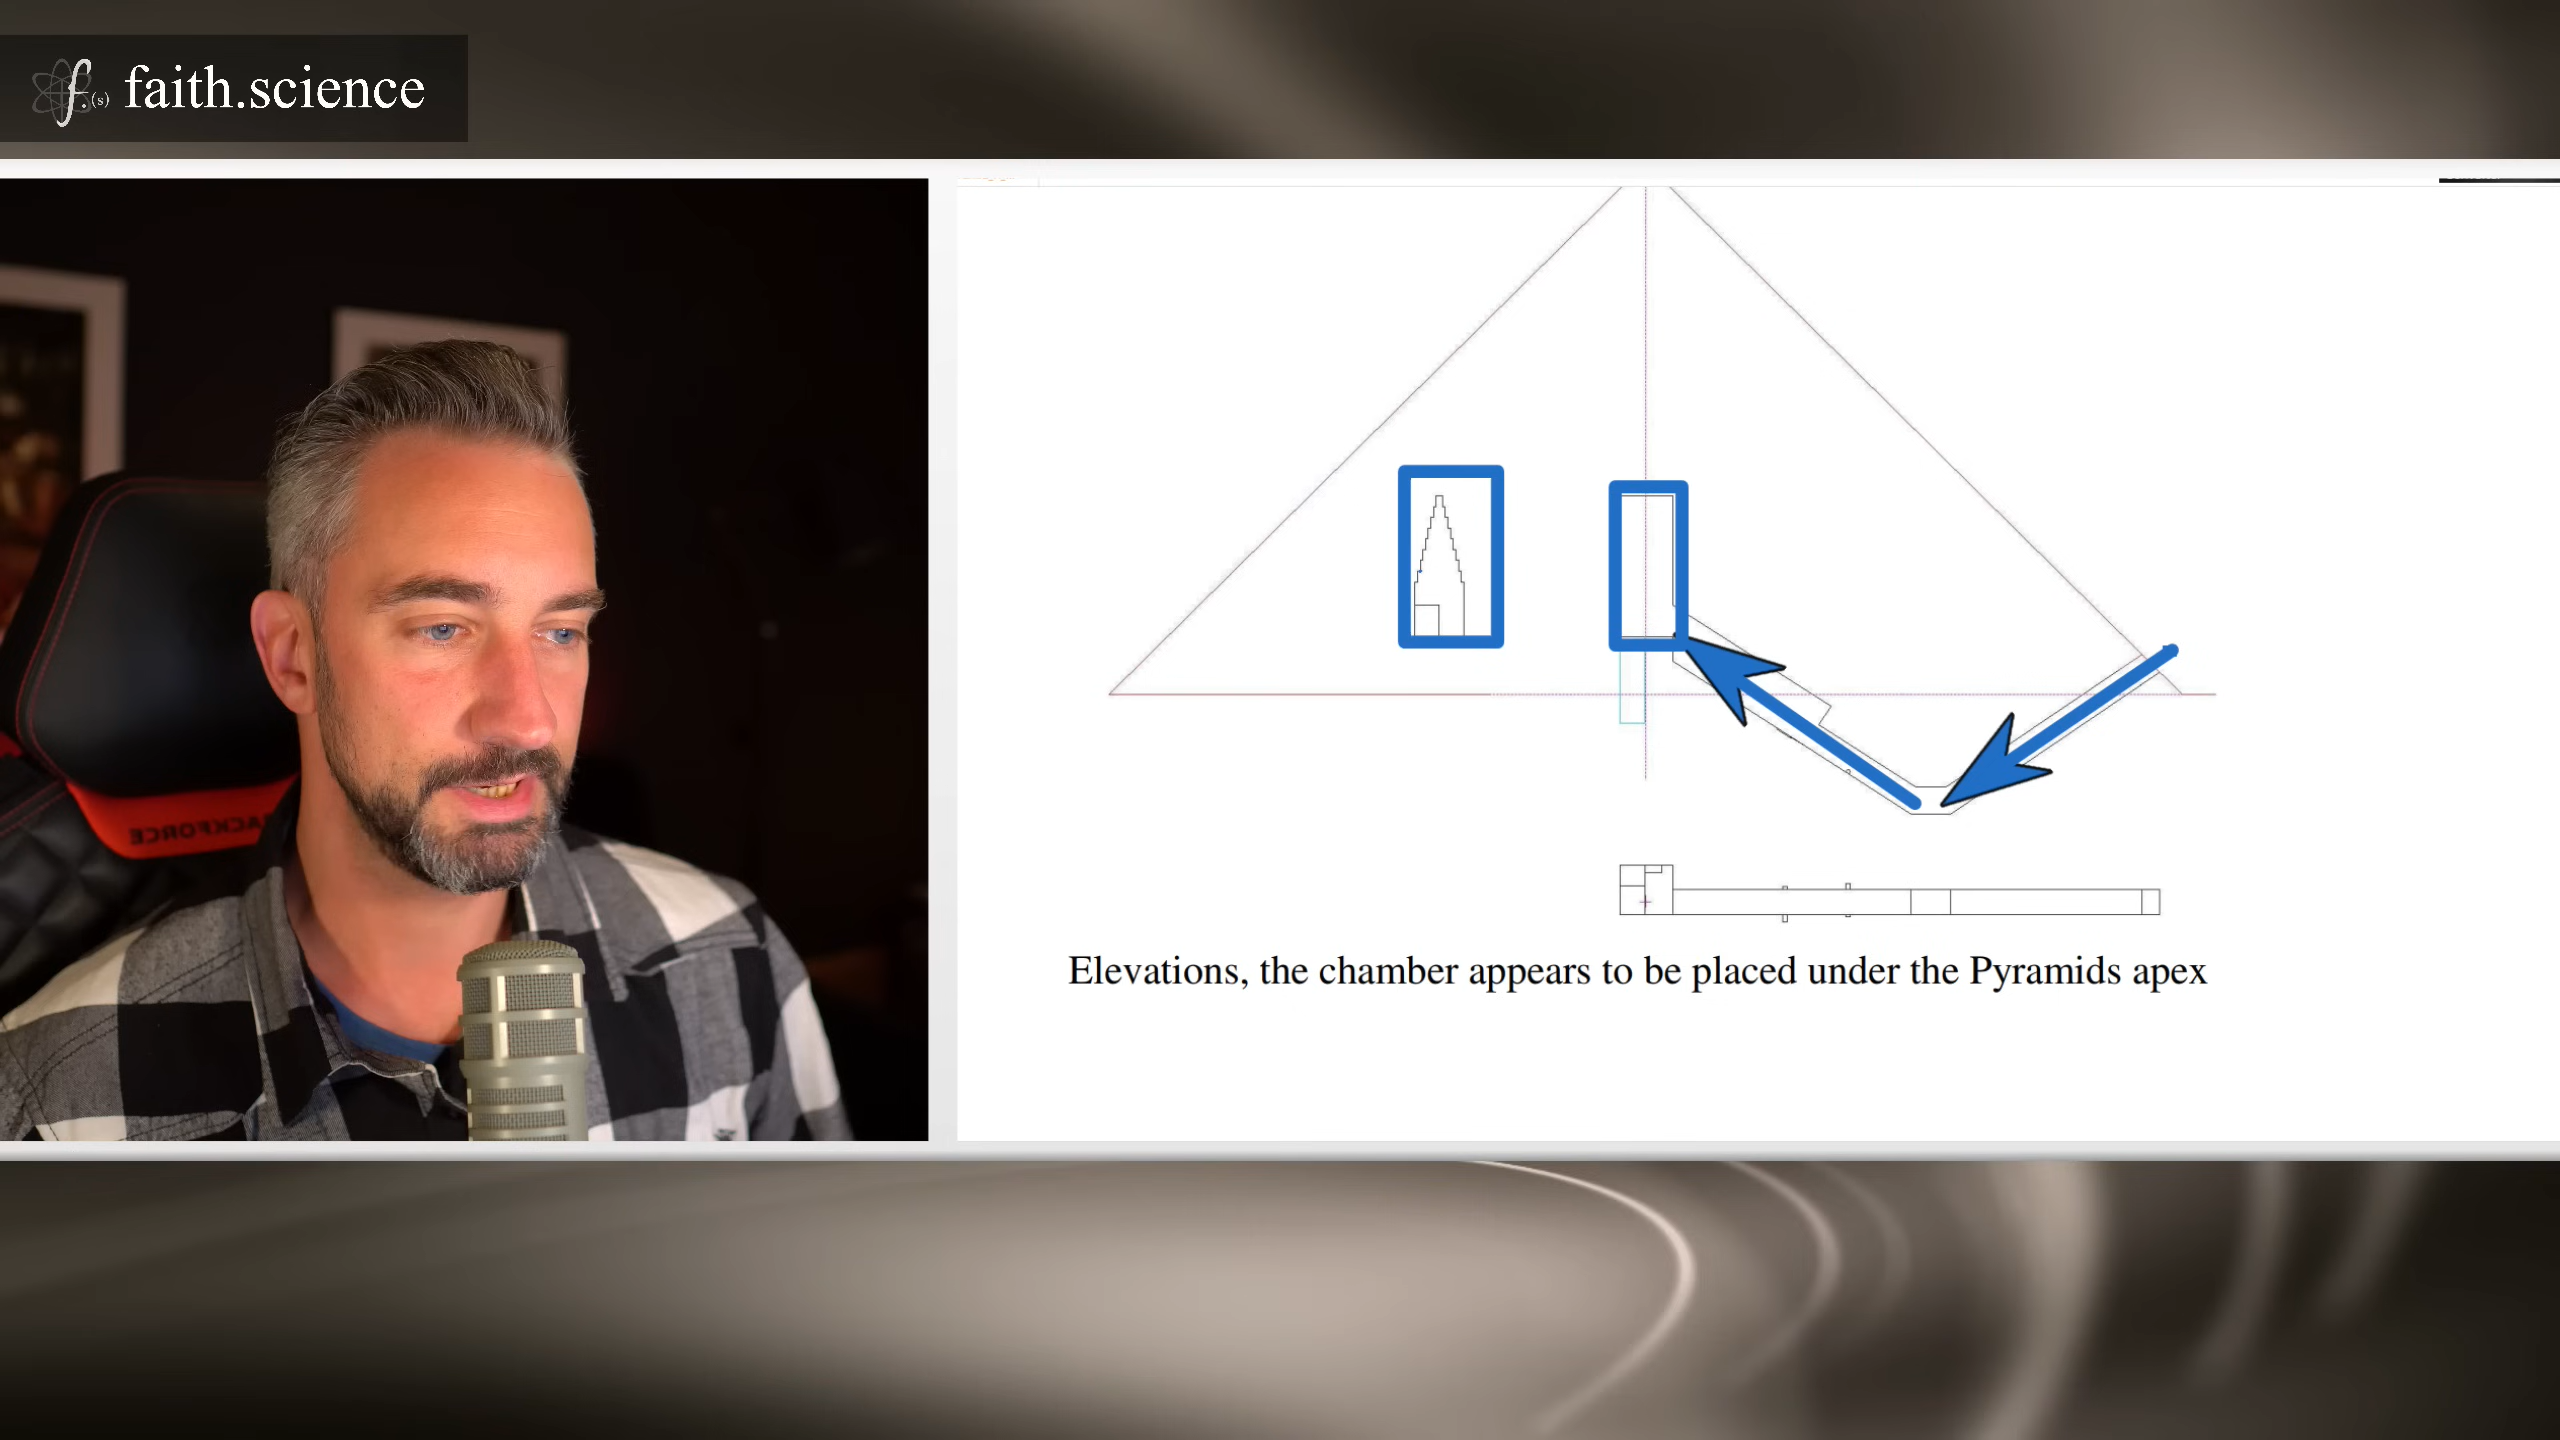 f.(s) faith.science
Elevations, the chamber appears to be placed under the Pyramids apex